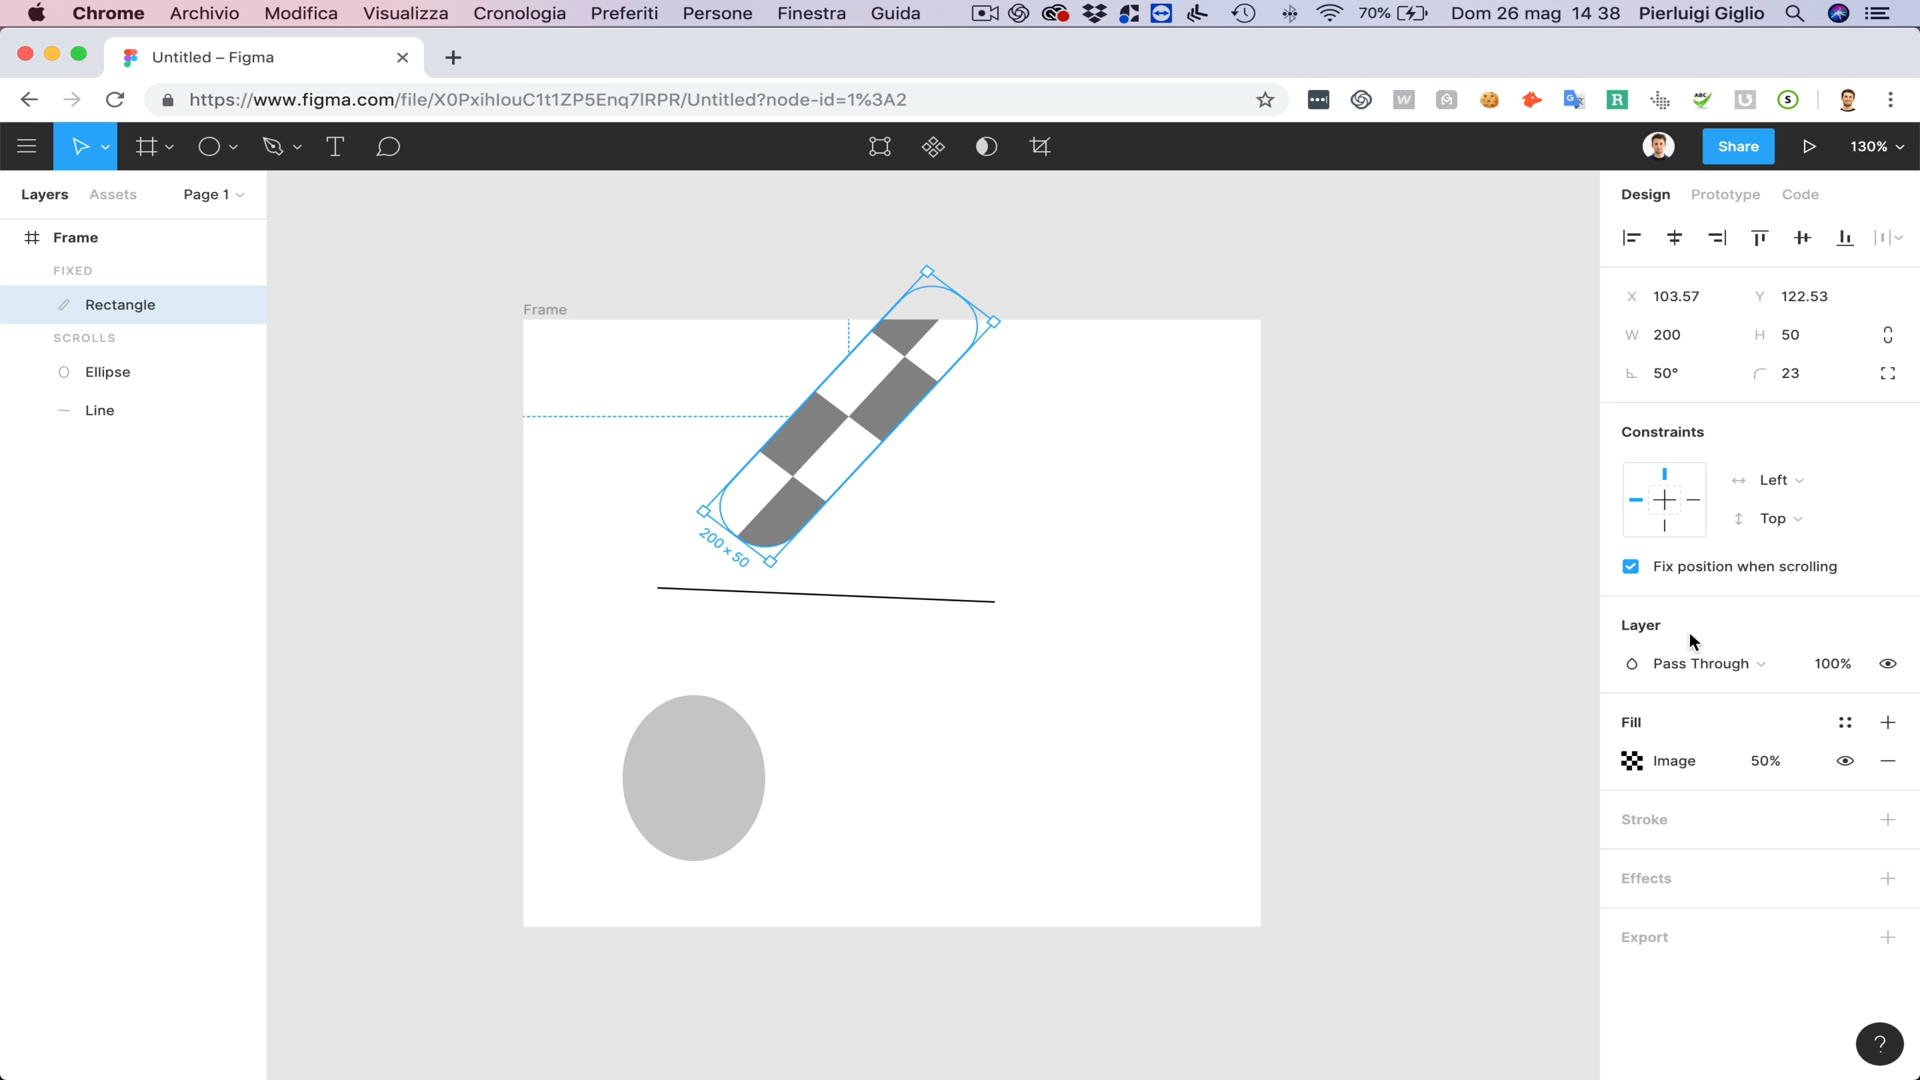 Chrome Archivio Modifica Visualizza Cronologia Preferiti Persone Finestra Guida 70% Dom 26 mag 14 38 Pierluigi Giglio
Untitled – Figma
https://www.figma.com/file/X0PxihIouC1t1ZP5Enq7lRPR/Untitled?node-id=1%3A2
Share 130%
Layers Assets Page 1
Design Prototype Code
Frame
FIXED
Rectangle
SCROLLS
Ellipse
Line
Frame
200 × 50
X 103.57 Y 122.53
W 200 H 50
50° 23
Constraints
Left
Top
Fix position when scrolling
Layer
Pass Through 100%
Fill
Image 50%
Stroke
Effects
Export
?